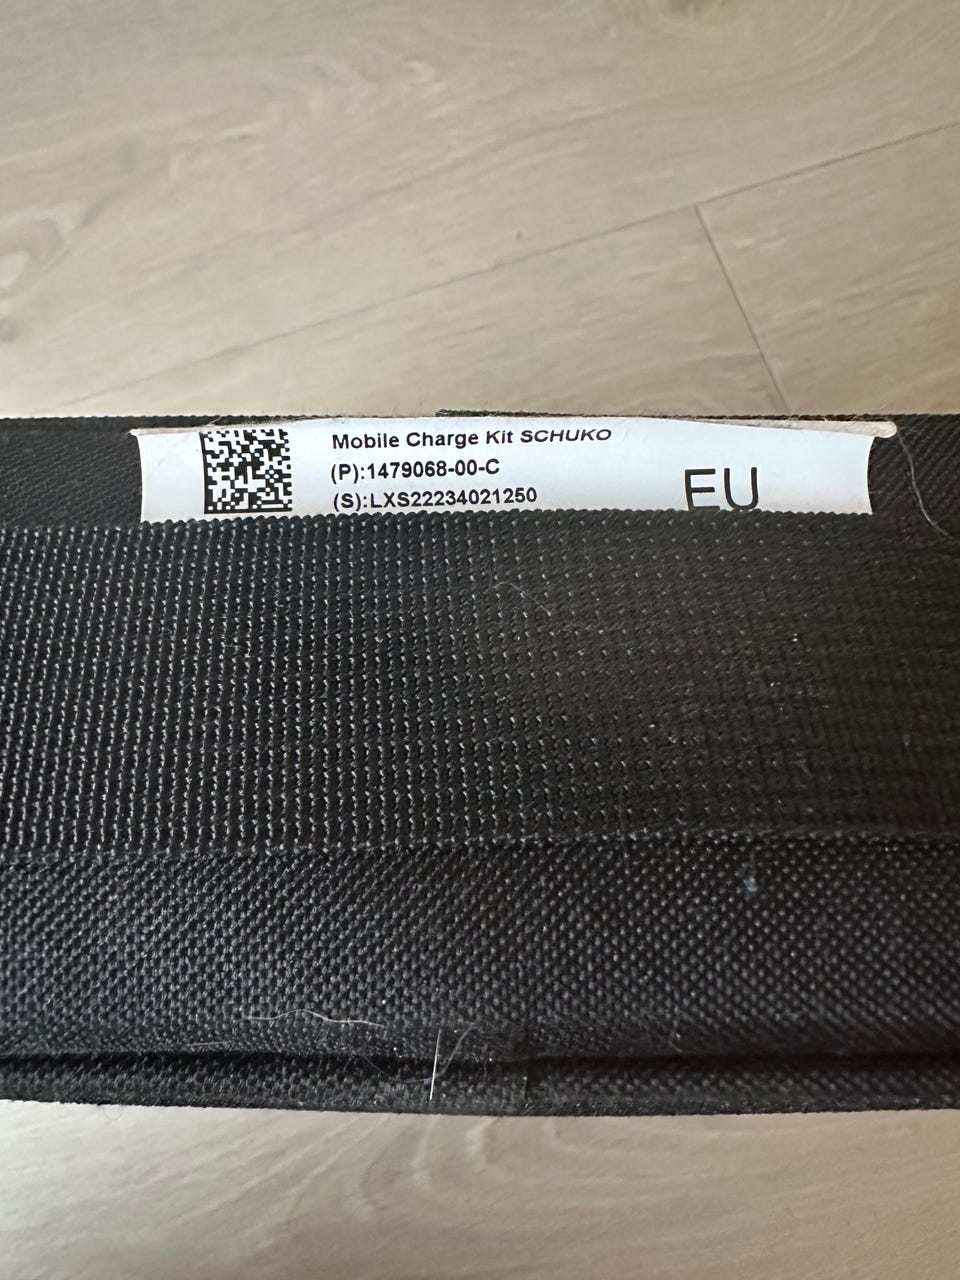 Mobile Charge Kit SCHUKO
(P):1479068-00-C
(S):LXS22234021250
EU